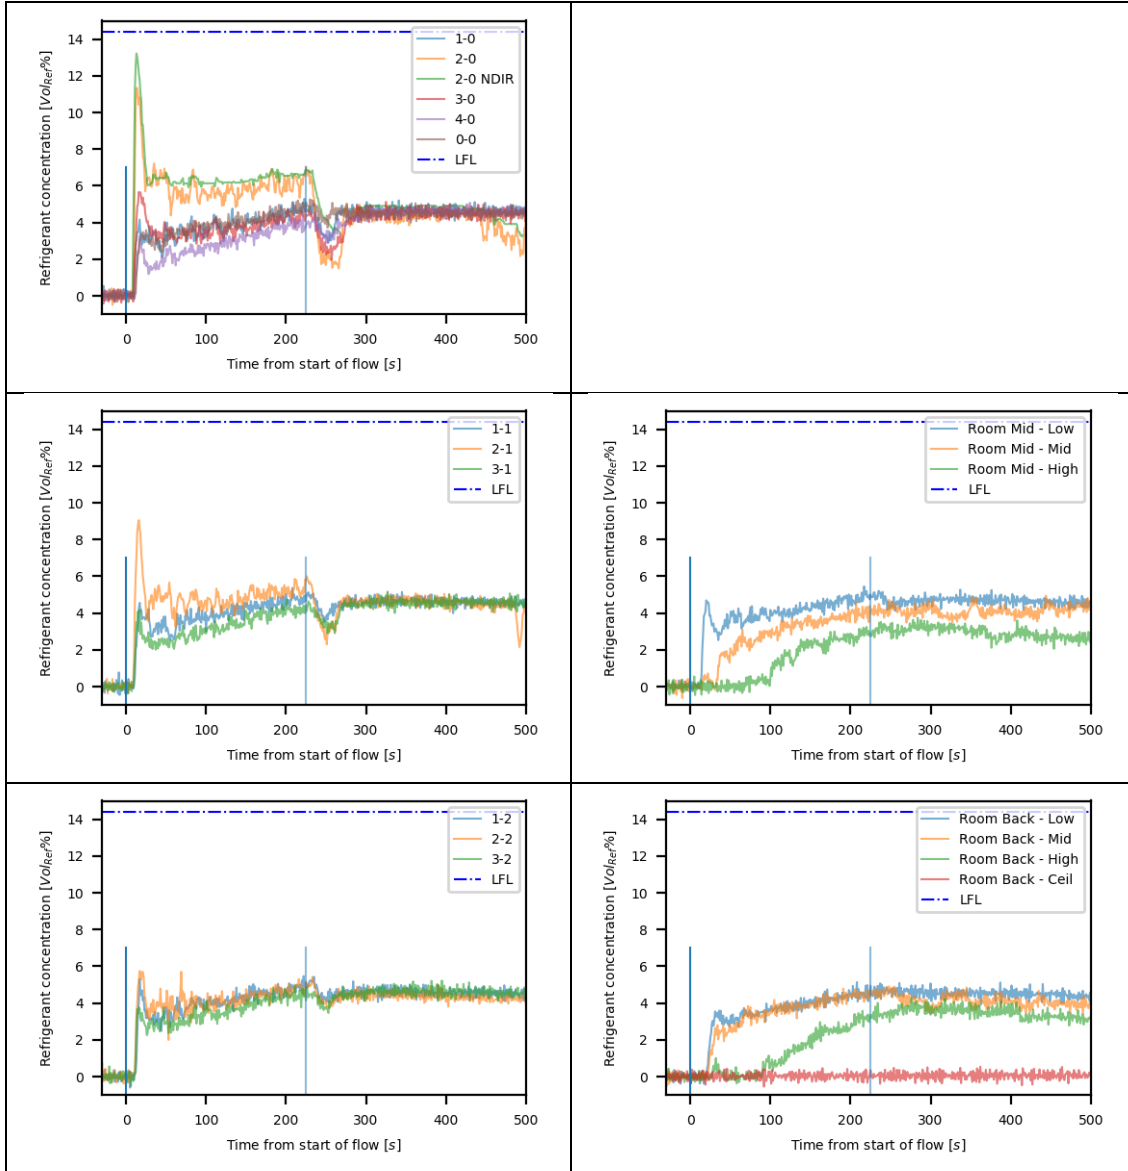 Refrigerant concentration [Vol_Ref%]
14
12
10
8
6
4
2
0
1-0
2-0
2-0 NDIR
3-0
4-0
0-0
LFL
0 100 200 300 400 500
Time from start of flow [s]
Refrigerant concentration [Vol_Ref%]
14
12
10
8
6
4
2
0
1-1
2-1
3-1
LFL
0 100 200 300 400 500
Time from start of flow [s]
Refrigerant concentration [Vol_Ref%]
14
12
10
8
6
4
2
0
Room Mid - Low
Room Mid - Mid
Room Mid - High
LFL
0 100 200 300 400 500
Time from start of flow [s]
Refrigerant concentration [Vol_Ref%]
14
12
10
8
6
4
2
0
1-2
2-2
3-2
LFL
0 100 200 300 400 500
Time from start of flow [s]
Refrigerant concentration [Vol_Ref%]
14
12
10
8
6
4
2
0
Room Back - Low
Room Back - Mid
Room Back - High
Room Back - Ceil
LFL
0 100 200 300 400 500
Time from start of flow [s]